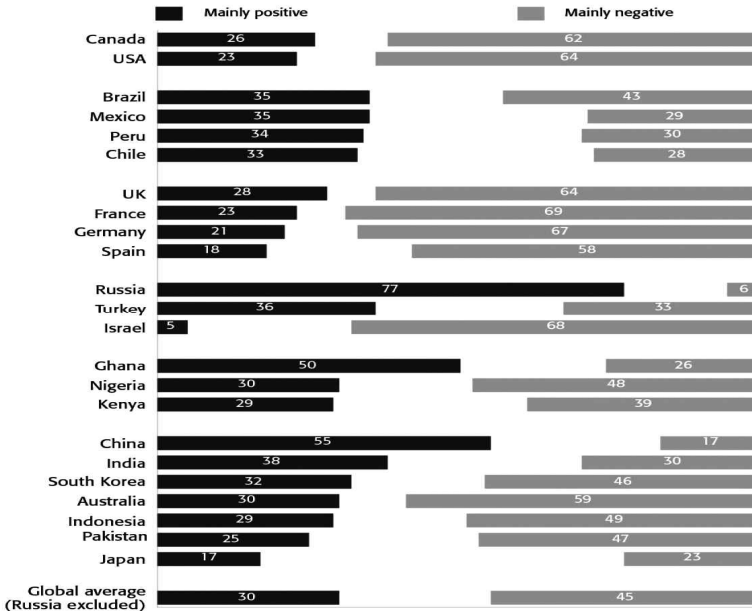 Mainly positive Mainly negative
Canada 26 62
USA 23 64
Brazil 35 43
Mexico 35 29
Peru 34 30
Chile 33 28
UK 28 64
France 23 69
Germany 21 67
Spain 18 58
Russia 77 6
Turkey 36 33
Israel 5 68
Ghana 50 26
Nigeria 30 48
Kenya 29 39
China 55 17
India 38 30
South Korea 32 46
Australia 30 59
Indonesia 29 49
Pakistan 25 47
Japan 17 23
Global average
(Russia excluded) 30 45